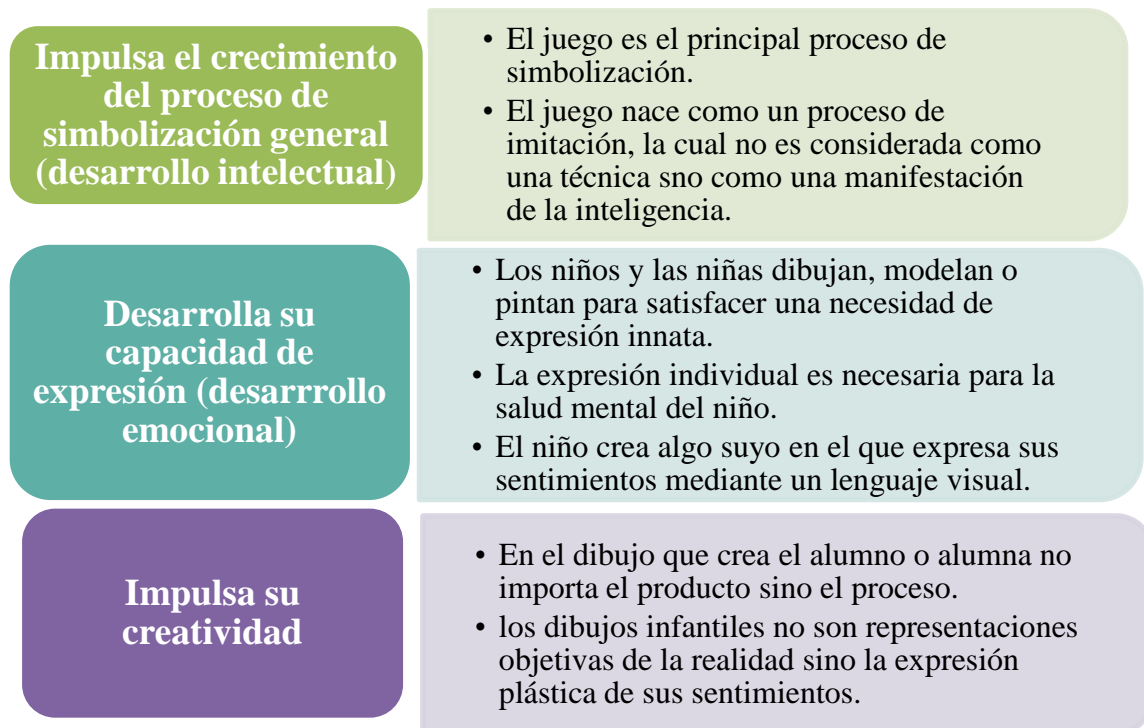 Impulsa el crecimiento
del proceso de
simbolización general
(desarrollo intelectual)
• El juego es el principal proceso de
simbolización.
• El juego nace como un proceso de
imitación, la cual no es considerada como
una técnica sno como una manifestación
de la inteligencia.
Desarrolla su
capacidad de
expresión (desarrrollo
emocional)
• Los niños y las niñas dibujan, modelan o
pintan para satisfacer una necesidad de
expresión innata.
• La expresión individual es necesaria para la
salud mental del niño.
• El niño crea algo suyo en el que expresa sus
sentimientos mediante un lenguaje visual.
Impulsa su
creatividad
• En el dibujo que crea el alumno o alumna no
importa el producto sino el proceso.
• los dibujos infantiles no son representaciones
objetivas de la realidad sino la expresión
plástica de sus sentimientos.